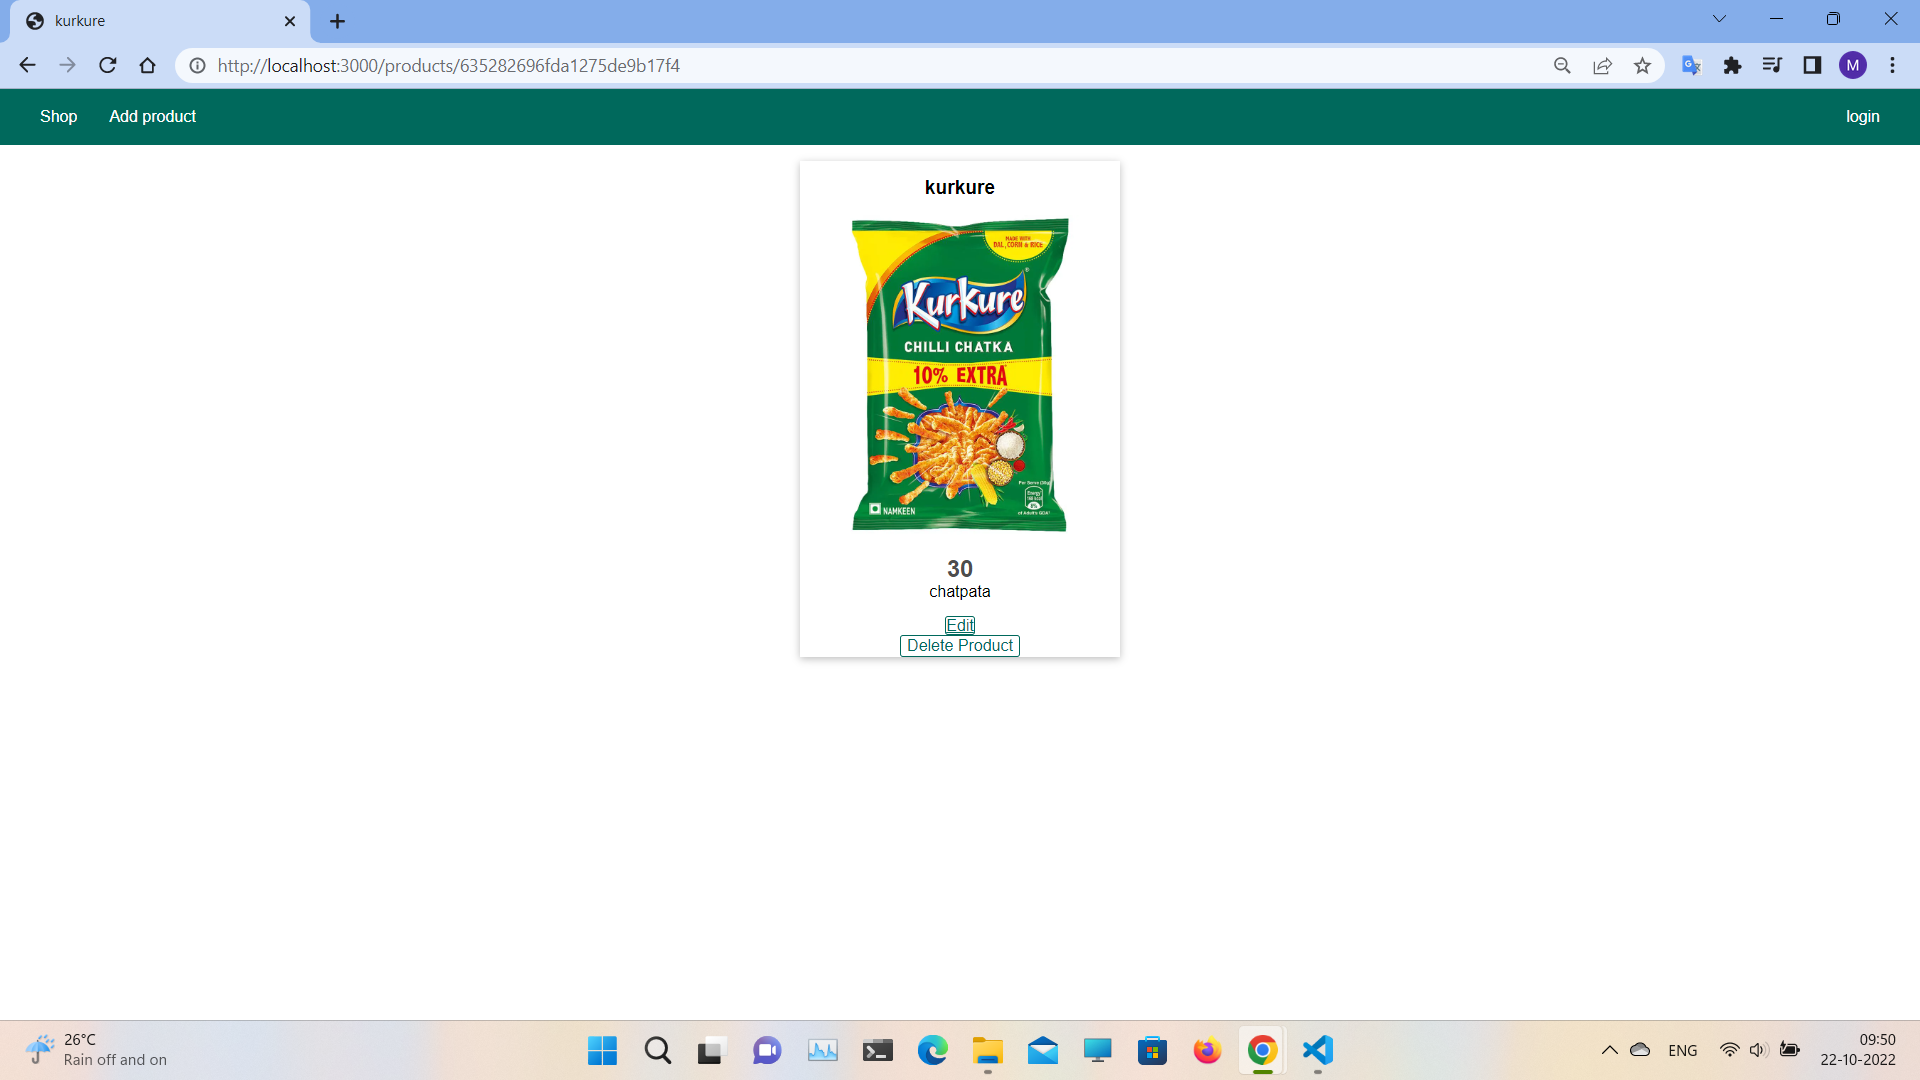 kurkure
http://localhost:3000/products/635282696fda1275de9b17f4
M
Shop
Add product
login
kurkure
MADE WITH
DAL, CORN & RICE
Kurkure
CHILLI CHATKA
10% EXTRA
NAMKEEN
Energy
30
chatpata
Edit
Delete Product
26°C
Rain off and on
ENG
09:50
22-10-2022